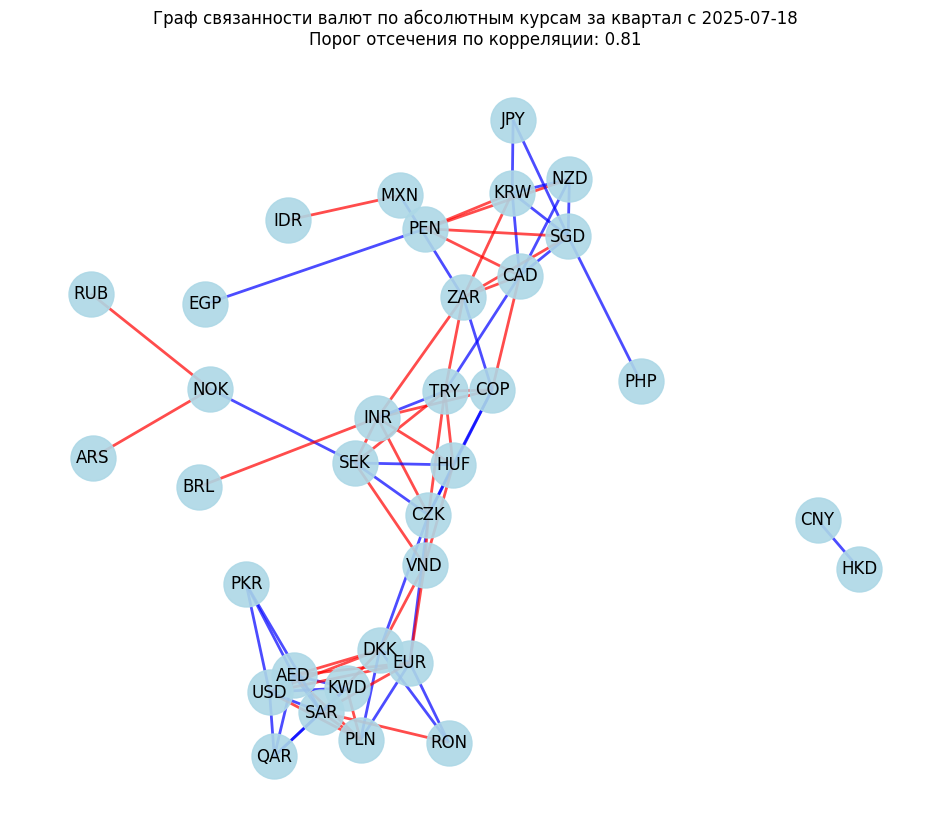 Граф связанности валют по абсолютным курсам за квартал с 2025-07-18
Порог отсечения по корреляции: 0.81
JPY
NZD
KRW
MXN
IDR
PEN
SGD
CAD
RUB
EGP
ZAR
PHP
NOK
TRY
COP
INR
ARS
SEK
HUF
BRL
CZK
CNY
VND
HKD
PKR
DKK
EUR
AED
KWD
USD
SAR
PLN
RON
QAR